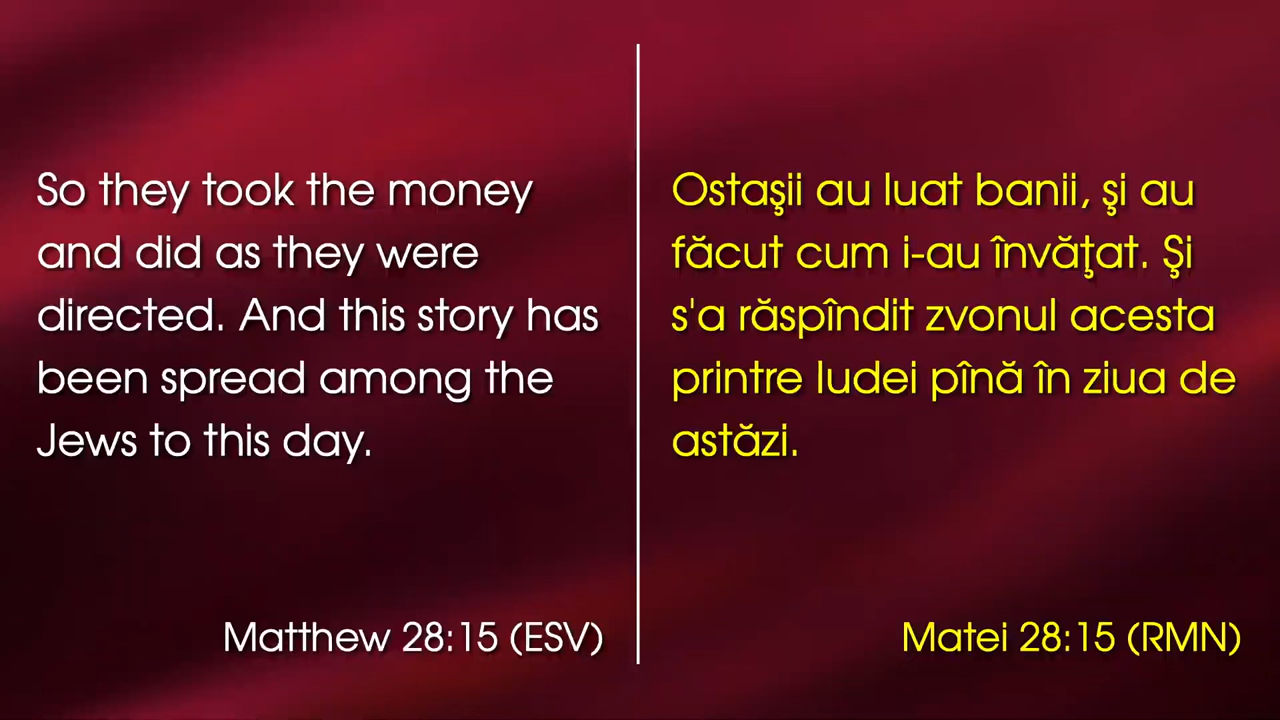 So they took the money
and did as they were
directed. And this story has
been spread among the
Jews to this day.
Matthew 28:15 (ESV)
Ostaşii au luat banii, şi au
făcut cum i-au învăţat. Şi
s'a răspîndit zvonul acesta
printre Iudei pînă în ziua de
astăzi.
Matei 28:15 (RMN)